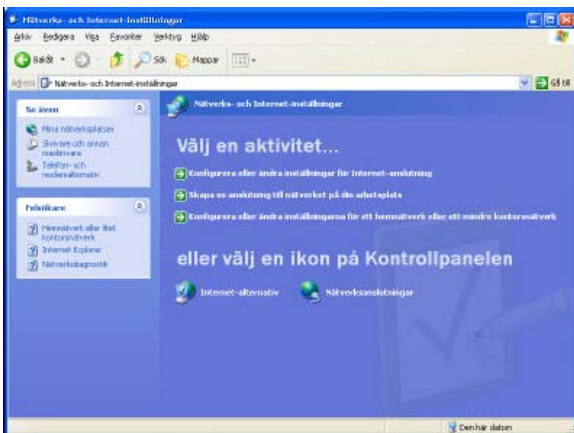 Nätverks- och Internet-inställningar
Arkiv Redigera Visa Favoriter Verktyg Hjälp
Bakåt Sök Mappar
Adress Nätverks- och Internet-inställningar Gå till
Se även
Mina nätverksplatser
Skrivare och annan
maskinvara
Telefon- och
modemalternativ
Felsökare
Hemnätverk eller litet
kontorsnätverk
Internet Explorer
Nätverksdiagnostik
Nätverks- och Internet-inställningar
Välj en aktivitet...
Konfigurera eller ändra inställningar för Internet-anslutning
Skapa en anslutning till nätverket på din arbetsplats
Konfigurera eller ändra inställningarna för ett hemnätverk eller ett mindre kontorsnätverk
eller välj en ikon på Kontrollpanelen
Internet-alternativ Nätverksanslutningar
Den här datorn